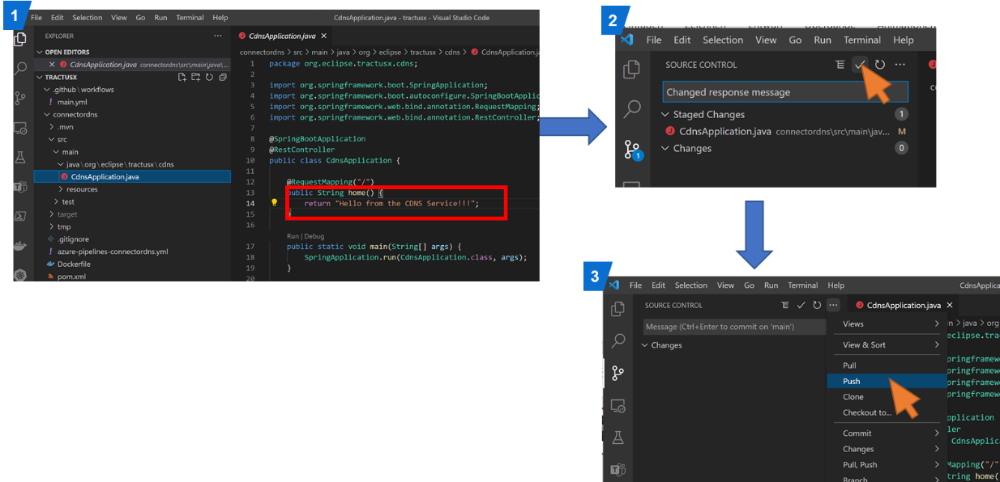 1
File Edit Selection View Go Run Terminal Help
CdnsApplication.java - tractusx - Visual Studio Code
EXPLORER
OPEN EDITORS
CdnsApplication.java connectordns\src\main\java\...
TRACTUSX
.github\workflows
main.yml
connectordns
.mvn
src
main
java\org\eclipse\tractusx\cdns
CdnsApplication.java
resources
test
target
tmp
.gitignore
azure-pipelines-connectordns.yml
Dockerfile
pom.xml
CdnsApplication.java
connectordns > src > main > java > org > eclipse > tractusx > cdns > CdnsApplication.ja
1 package org.eclipse.tractusx.cdns;
2
3 import org.springframework.boot.SpringApplication;
4 import org.springframework.boot.autoconfigure.SpringBootApplic
5 import org.springframework.web.bind.annotation.RequestMapping;
6 import org.springframework.web.bind.annotation.RestController;
7
8 @SpringBootApplication
9 @RestController
10 public class CdnsApplication {
11
12 @RequestMapping("/")
13 public String home() {
14 return "Hello from the CDNS Service!!!";
15 }
16
Run | Debug
17 public static void main(String[] args) {
18 SpringApplication.run(CdnsApplication.class, args);
19 }
20
2
File Edit Selection View Go Run Terminal Help
SOURCE CONTROL
Changed response message
Staged Changes 1
CdnsApplication.java connectordns\src\main\jav... M
Changes 0
1
3
File Edit Selection View Go Run Terminal Help
CdnsApplica
SOURCE CONTROL
CdnsApplication.java
Message (Ctrl+Enter to commit on 'main')
Changes
Views
View & Sort
Pull
Push
Clone
Checkout to...
Commit
Changes
Pull, Push
Branch
in > java > org
eclipse.tra
pringframew
pringframew
pringframew
pringframew
pplication
ler
CdnsApplic
Mapping("/"
tring home(